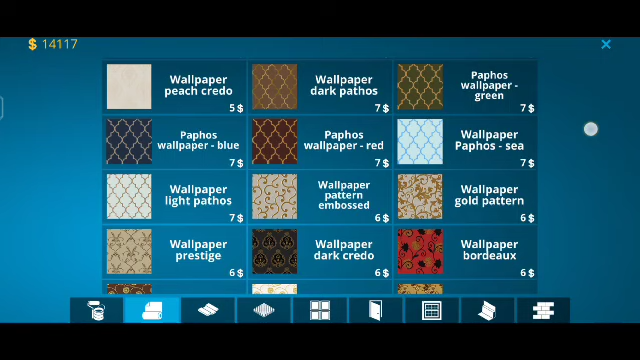 $ 14117
Wallpaper
peach credo
5 $
Wallpaper
dark pathos
7 $
Paphos
wallpaper -
green
7 $
Paphos
wallpaper - blue
7 $
Paphos
wallpaper - red
7 $
Wallpaper
Paphos - sea
7 $
Wallpaper
light pathos
7 $
Wallpaper
pattern
embossed
6 $
Wallpaper
gold pattern
6 $
Wallpaper
prestige
6 $
Wallpaper
dark credo
6 $
Wallpaper
bordeaux
6 $